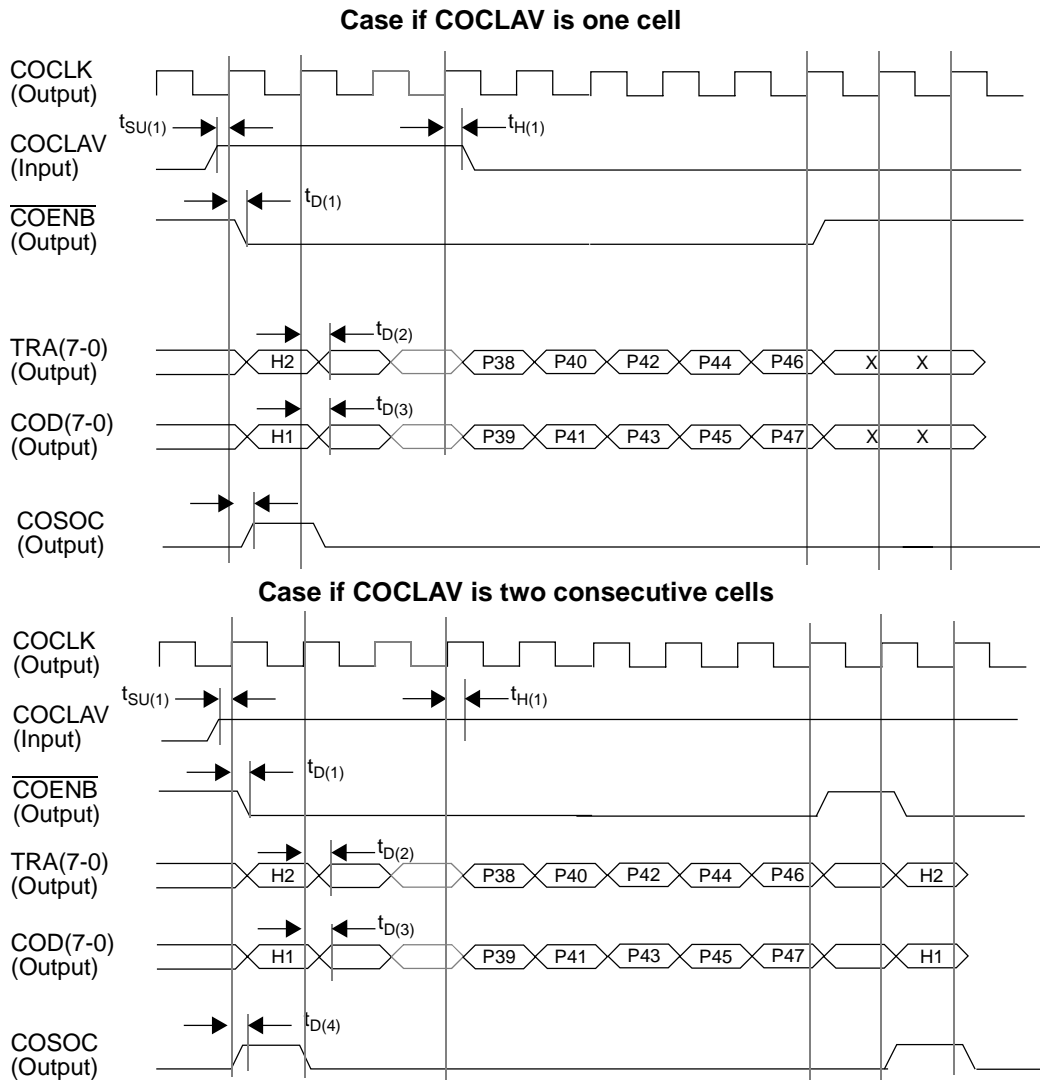 Case if COCLAV is one cell
COCLK
(Output)
tSU(1)
tH(1)
COCLAV
(Input)
tD(1)
COENB
(Output)
tD(2)
TRA(7-0)
(Output)
H2 P38 P40 P42 P44 P46 X X
tD(3)
COD(7-0)
(Output)
H1 P39 P41 P43 P45 P47 X X
COSOC
(Output)
Case if COCLAV is two consecutive cells
COCLK
(Output)
tSU(1)
tH(1)
COCLAV
(Input)
tD(1)
COENB
(Output)
tD(2)
TRA(7-0)
(Output)
H2 P38 P40 P42 P44 P46 H2
tD(3)
COD(7-0)
(Output)
H1 P39 P41 P43 P45 P47 H1
tD(4)
COSOC
(Output)